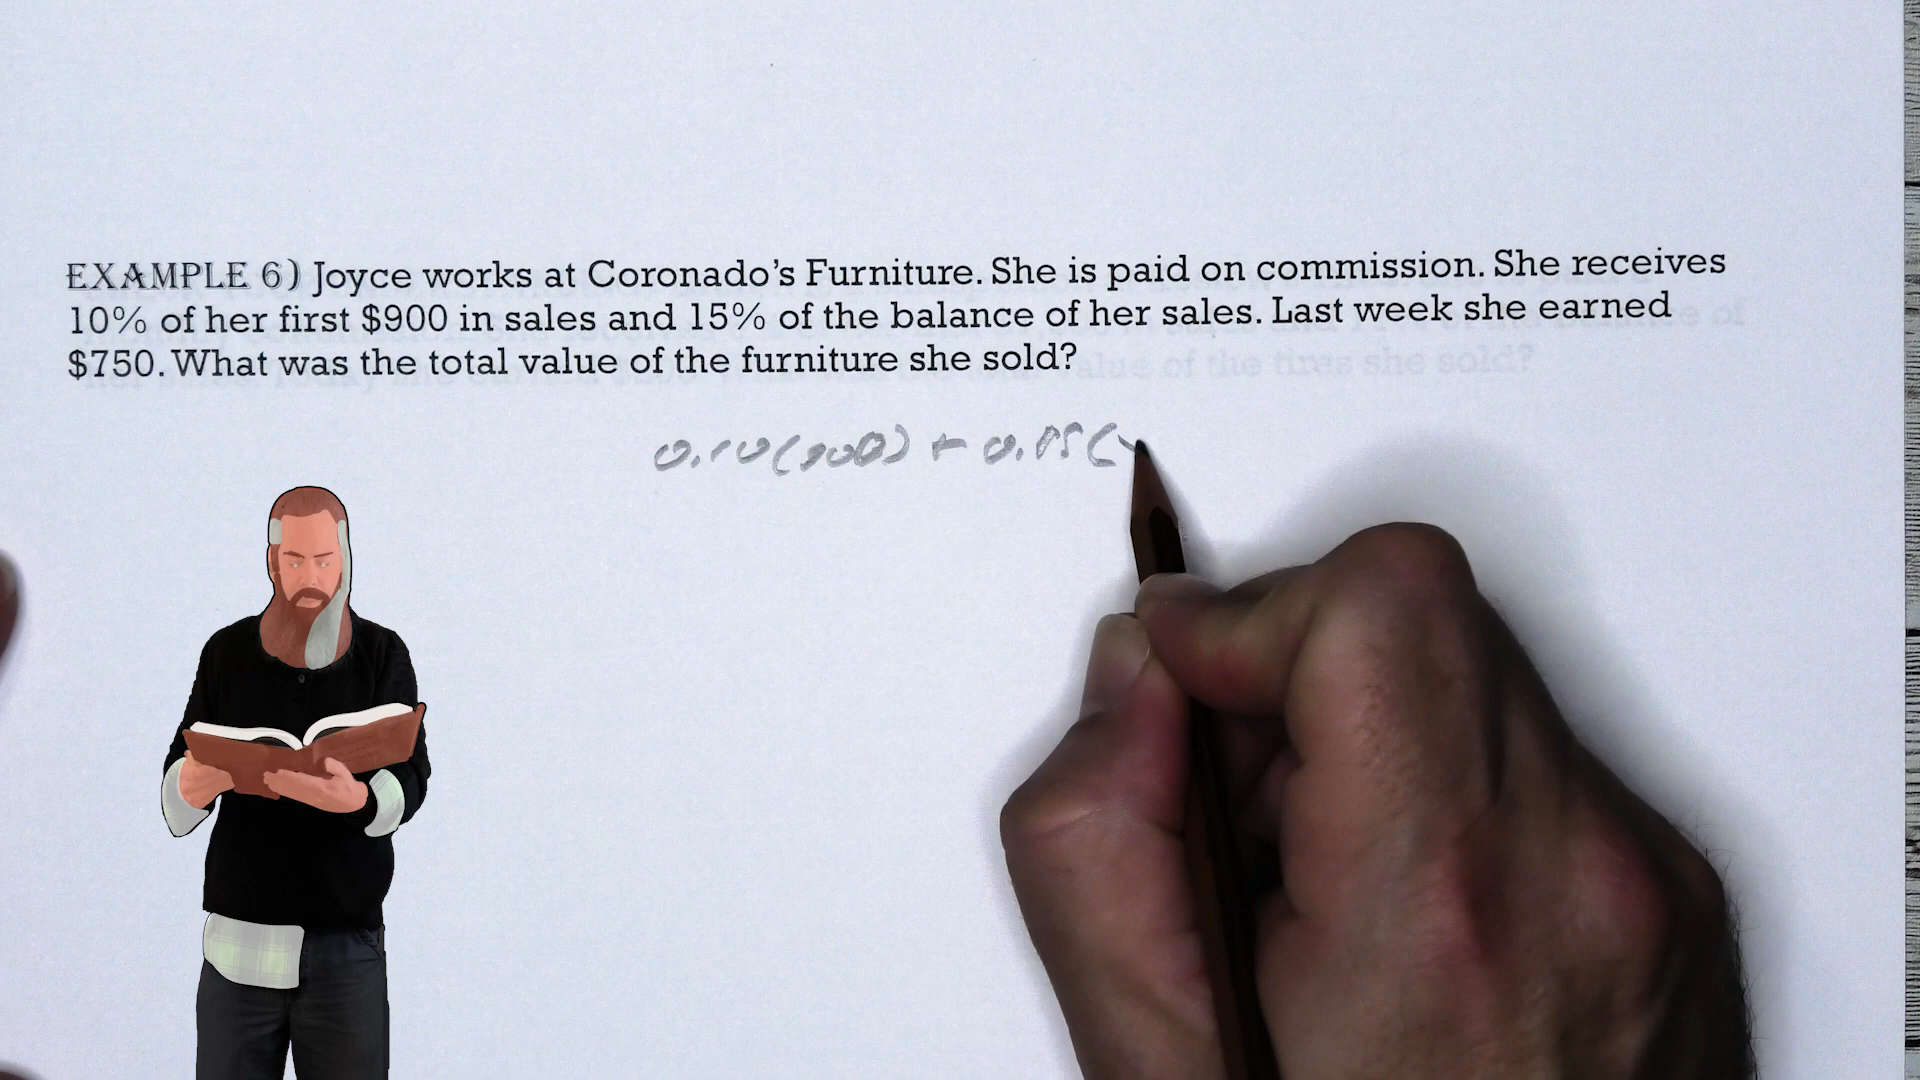 EXAMPLE 6) Joyce works at Coronado’s Furniture. She is paid on commission. She receives
10% of her first $900 in sales and 15% of the balance of her sales. Last week she earned
$750. What was the total value of the furniture she sold?
0.10(900) + 0.15(